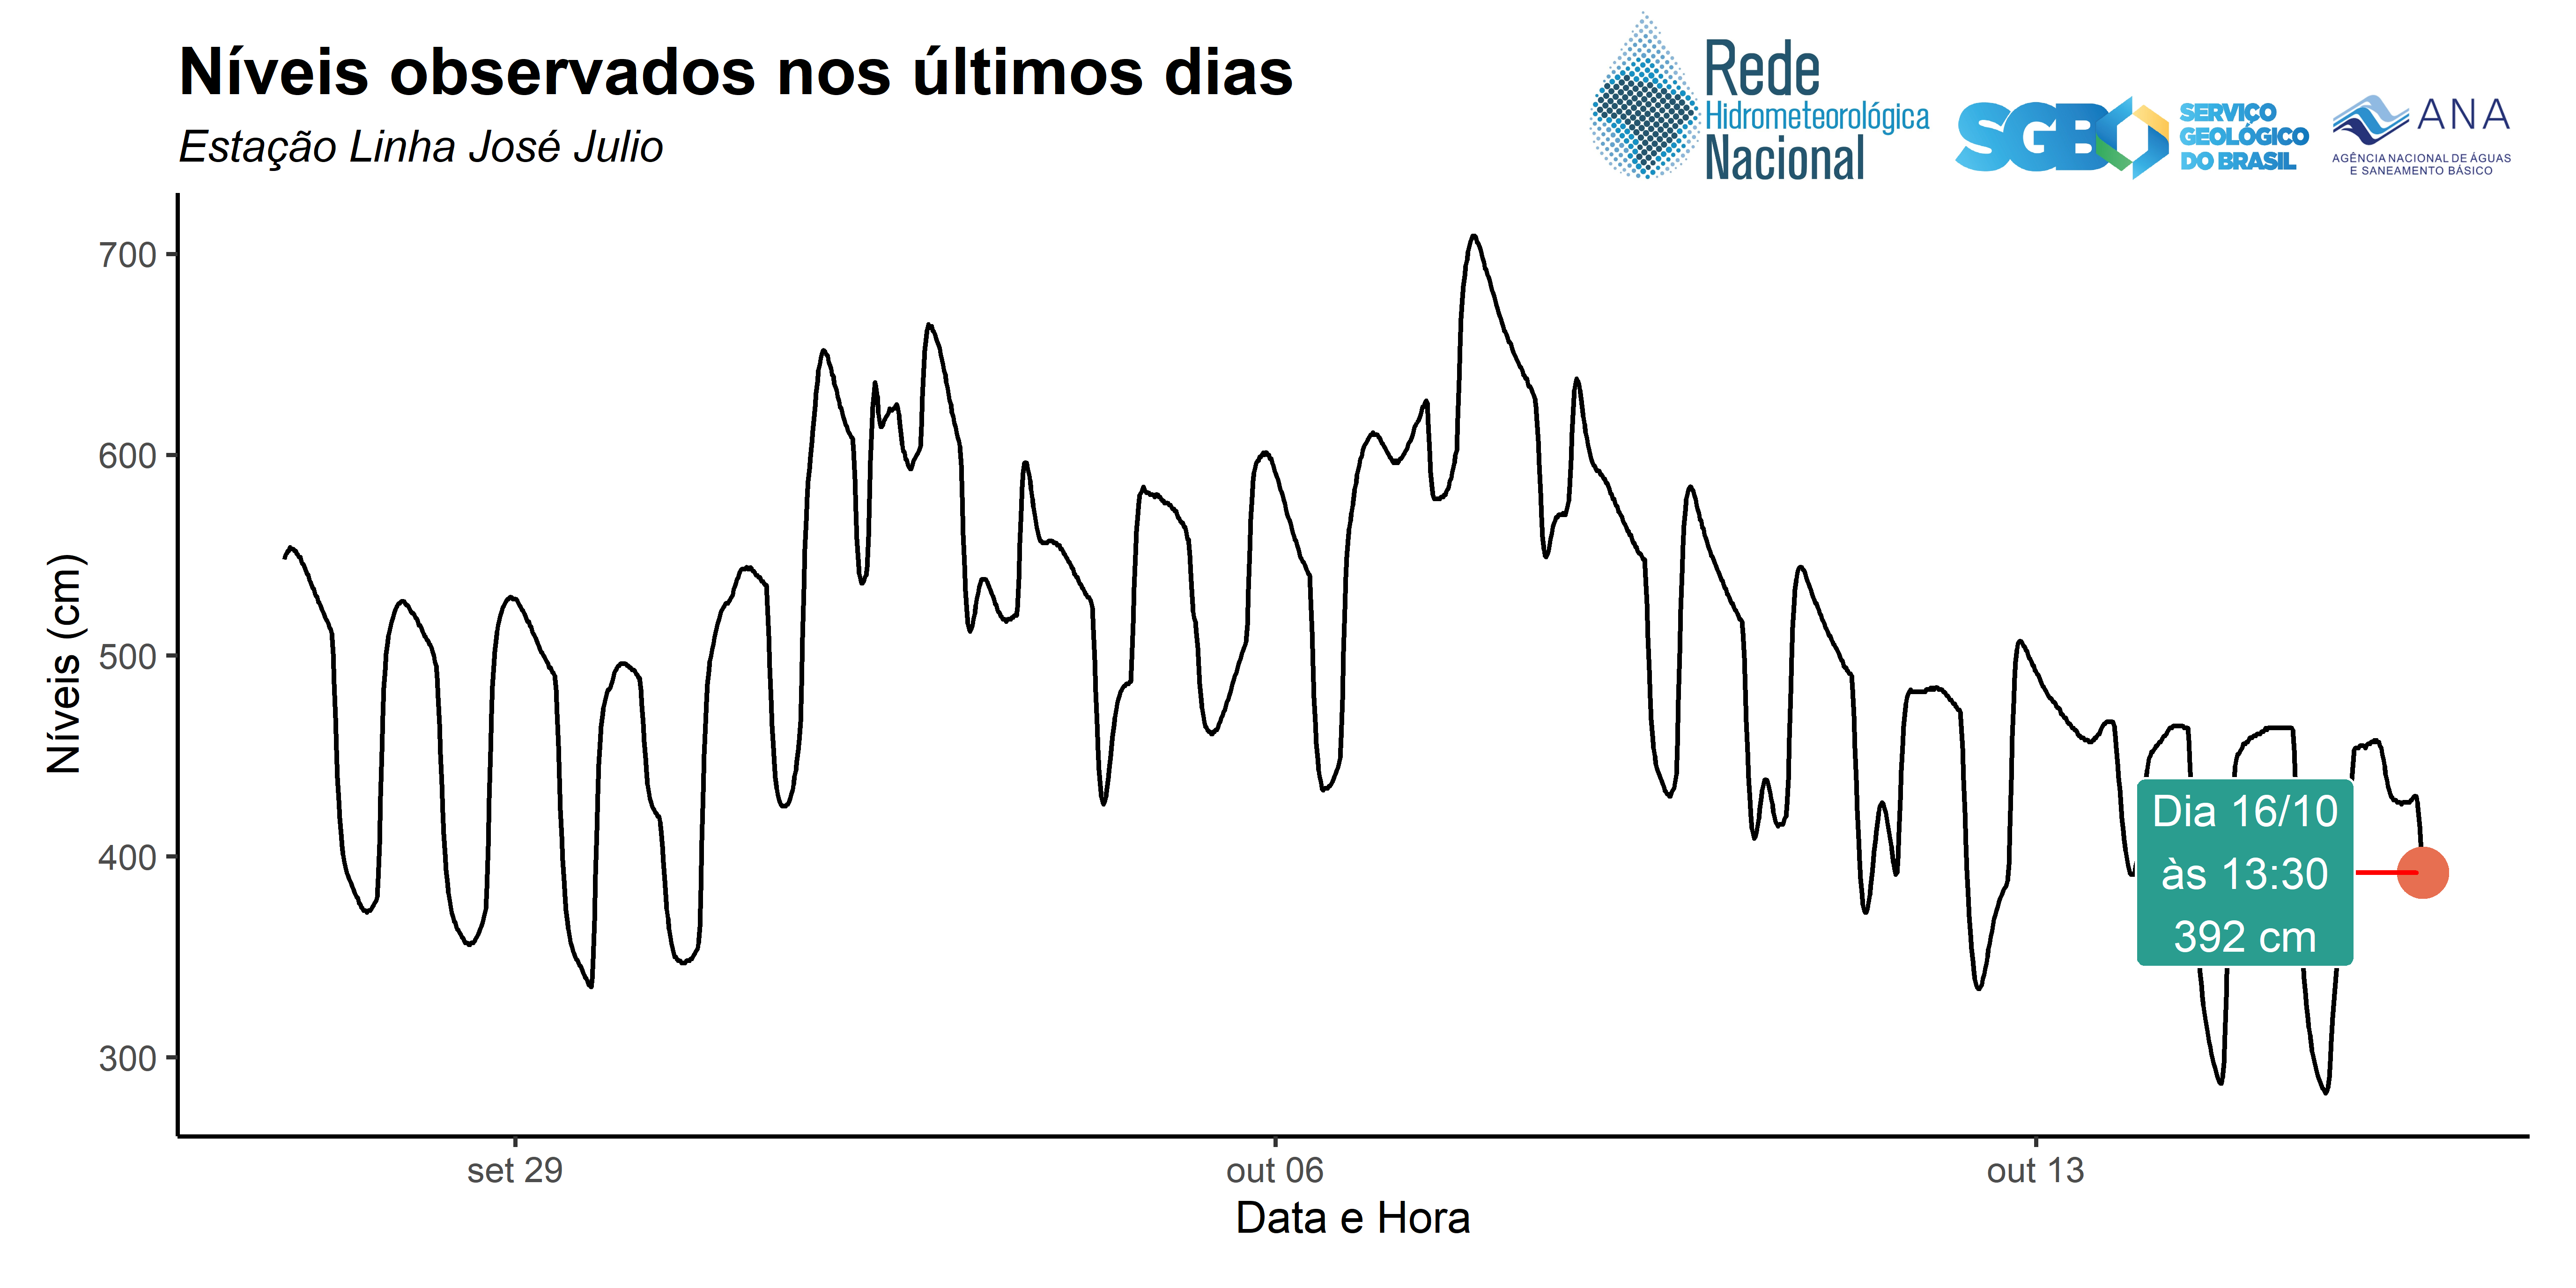 Níveis observados nos últimos dias
Estação Linha José Julio
Rede
Hidrometeorológica
Nacional
SGB
SERVIÇO
GEOLÓGICO
DO BRASIL
ANA
AGÊNCIA NACIONAL DE ÁGUAS
E SANEAMENTO BÁSICO
Níveis (cm)
700
600
500
400
300
Dia 16/10
às 13:30
392 cm
set 29
out 06
out 13
Data e Hora